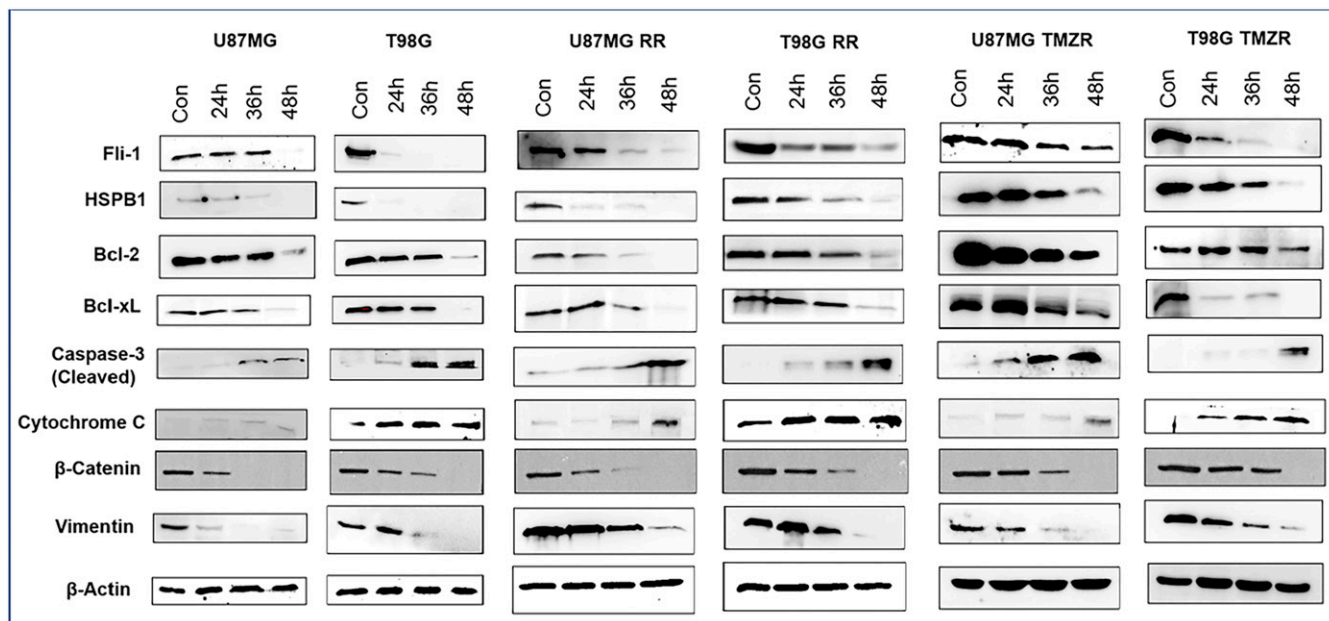 U87MG T98G U87MG RR T98G RR U87MG TMZR T98G TMZR
Con 24h 36h 48h Con 24h 36h 48h Con 24h 36h 48h Con 24h 36h 48h Con 24h 36h 48h Con 24h 36h 48h
Fli-1
HSPB1
Bcl-2
Bcl-xL
Caspase-3
(Cleaved)
Cytochrome C
β-Catenin
Vimentin
β-Actin